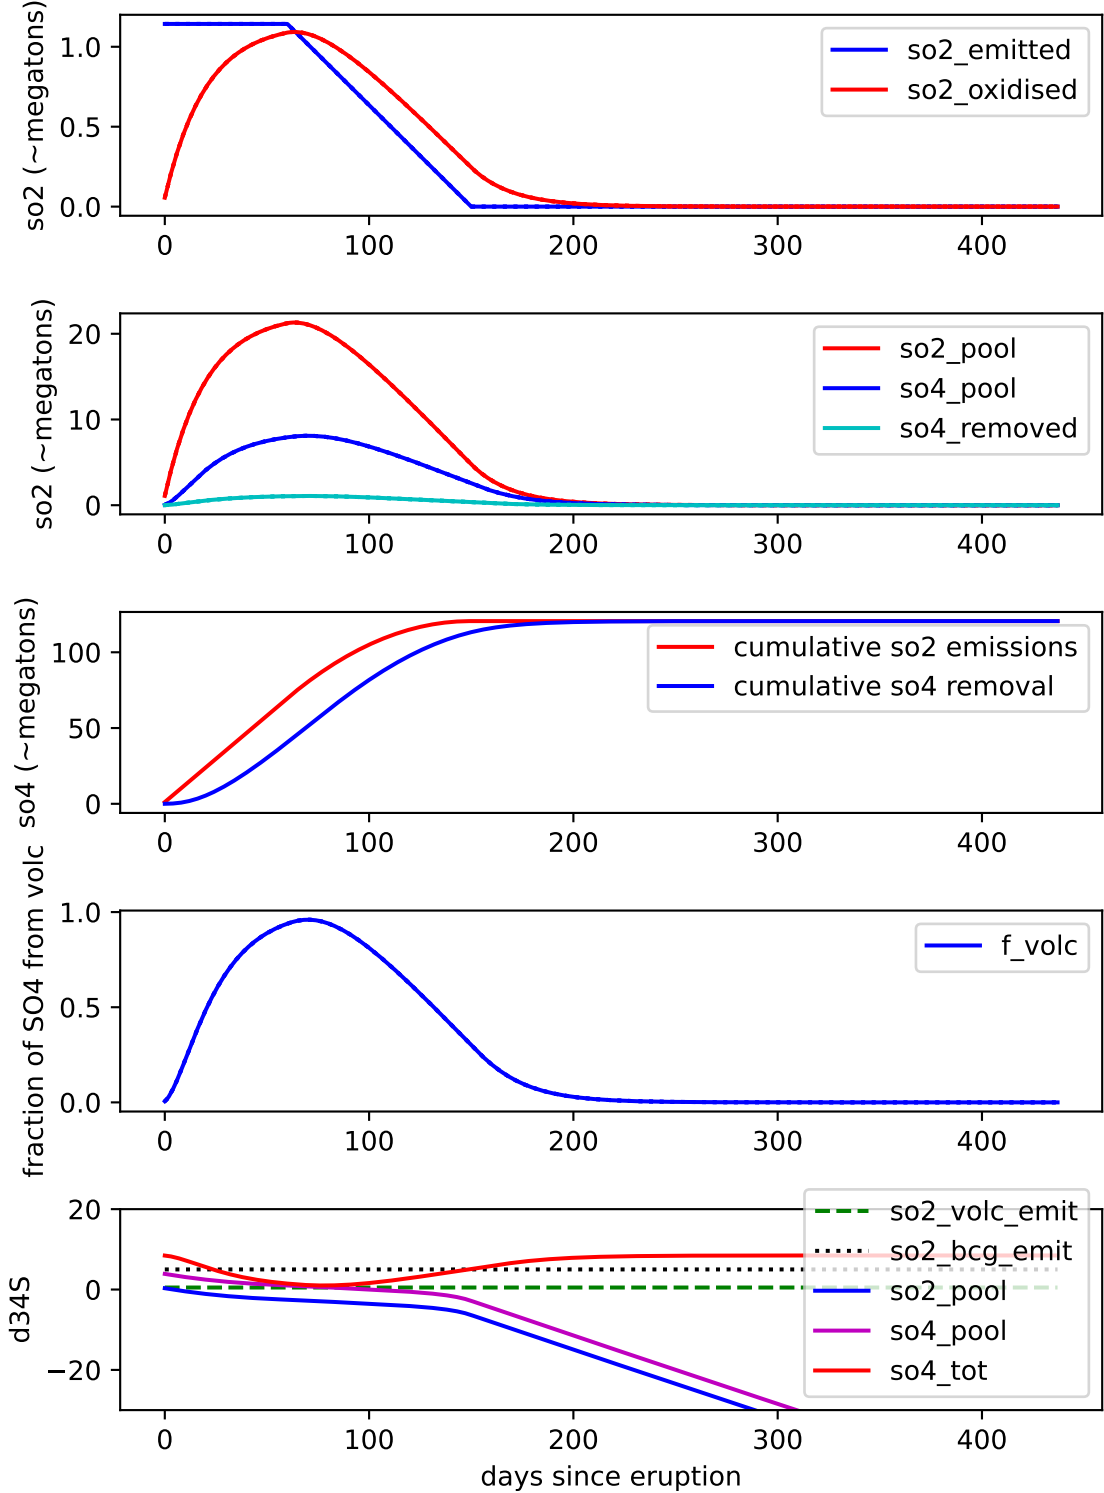 so2 (~megatons)
1.0
0.5
0.0
so2_emitted
so2_oxidised
0 100 200 300 400
so2 (~megatons)
20
10
0
so2_pool
so4_pool
so4_removed
0 100 200 300 400
so4 (~megatons)
100
50
0
cumulative so2 emissions
cumulative so4 removal
0 100 200 300 400
fraction of SO4 from volc
1.0
0.5
0.0
f_volc
0 100 200 300 400
d34S
20
0
−20
so2_volc_emit
so2_bcg_emit
so2_pool
so4_pool
so4_tot
0 100 200 300 400
days since eruption